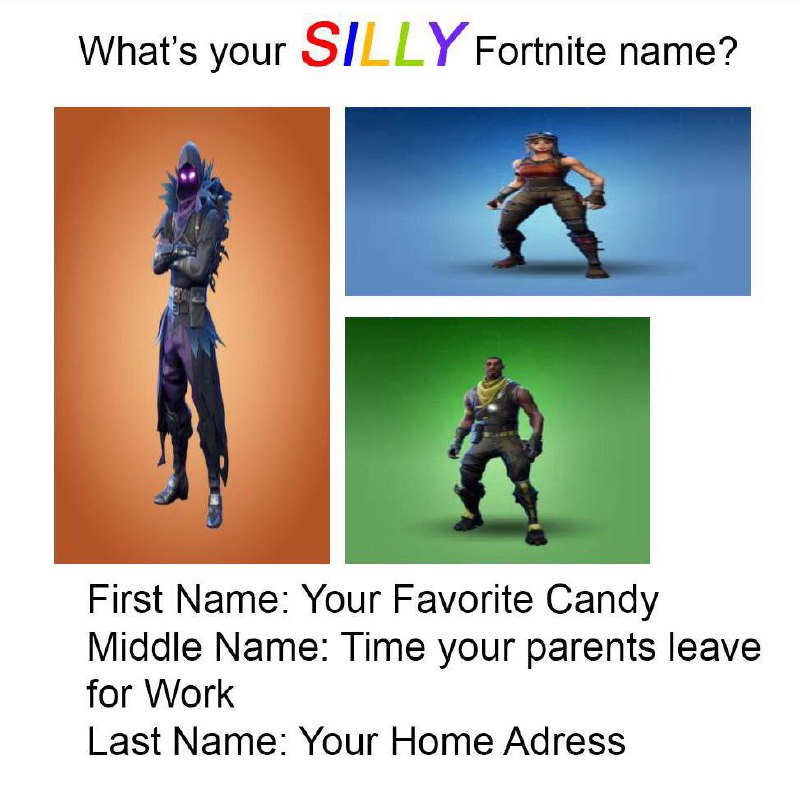 What’s your SILLY Fortnite name?
First Name: Your Favorite Candy
Middle Name: Time your parents leave
for Work
Last Name: Your Home Adress